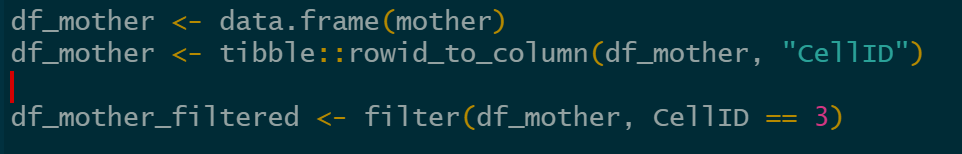 df_mother <- data.frame(mother)
df_mother <- tibble::rowid_to_column(df_mother, "CellID")
df_mother_filtered <- filter(df_mother, CellID == 3)